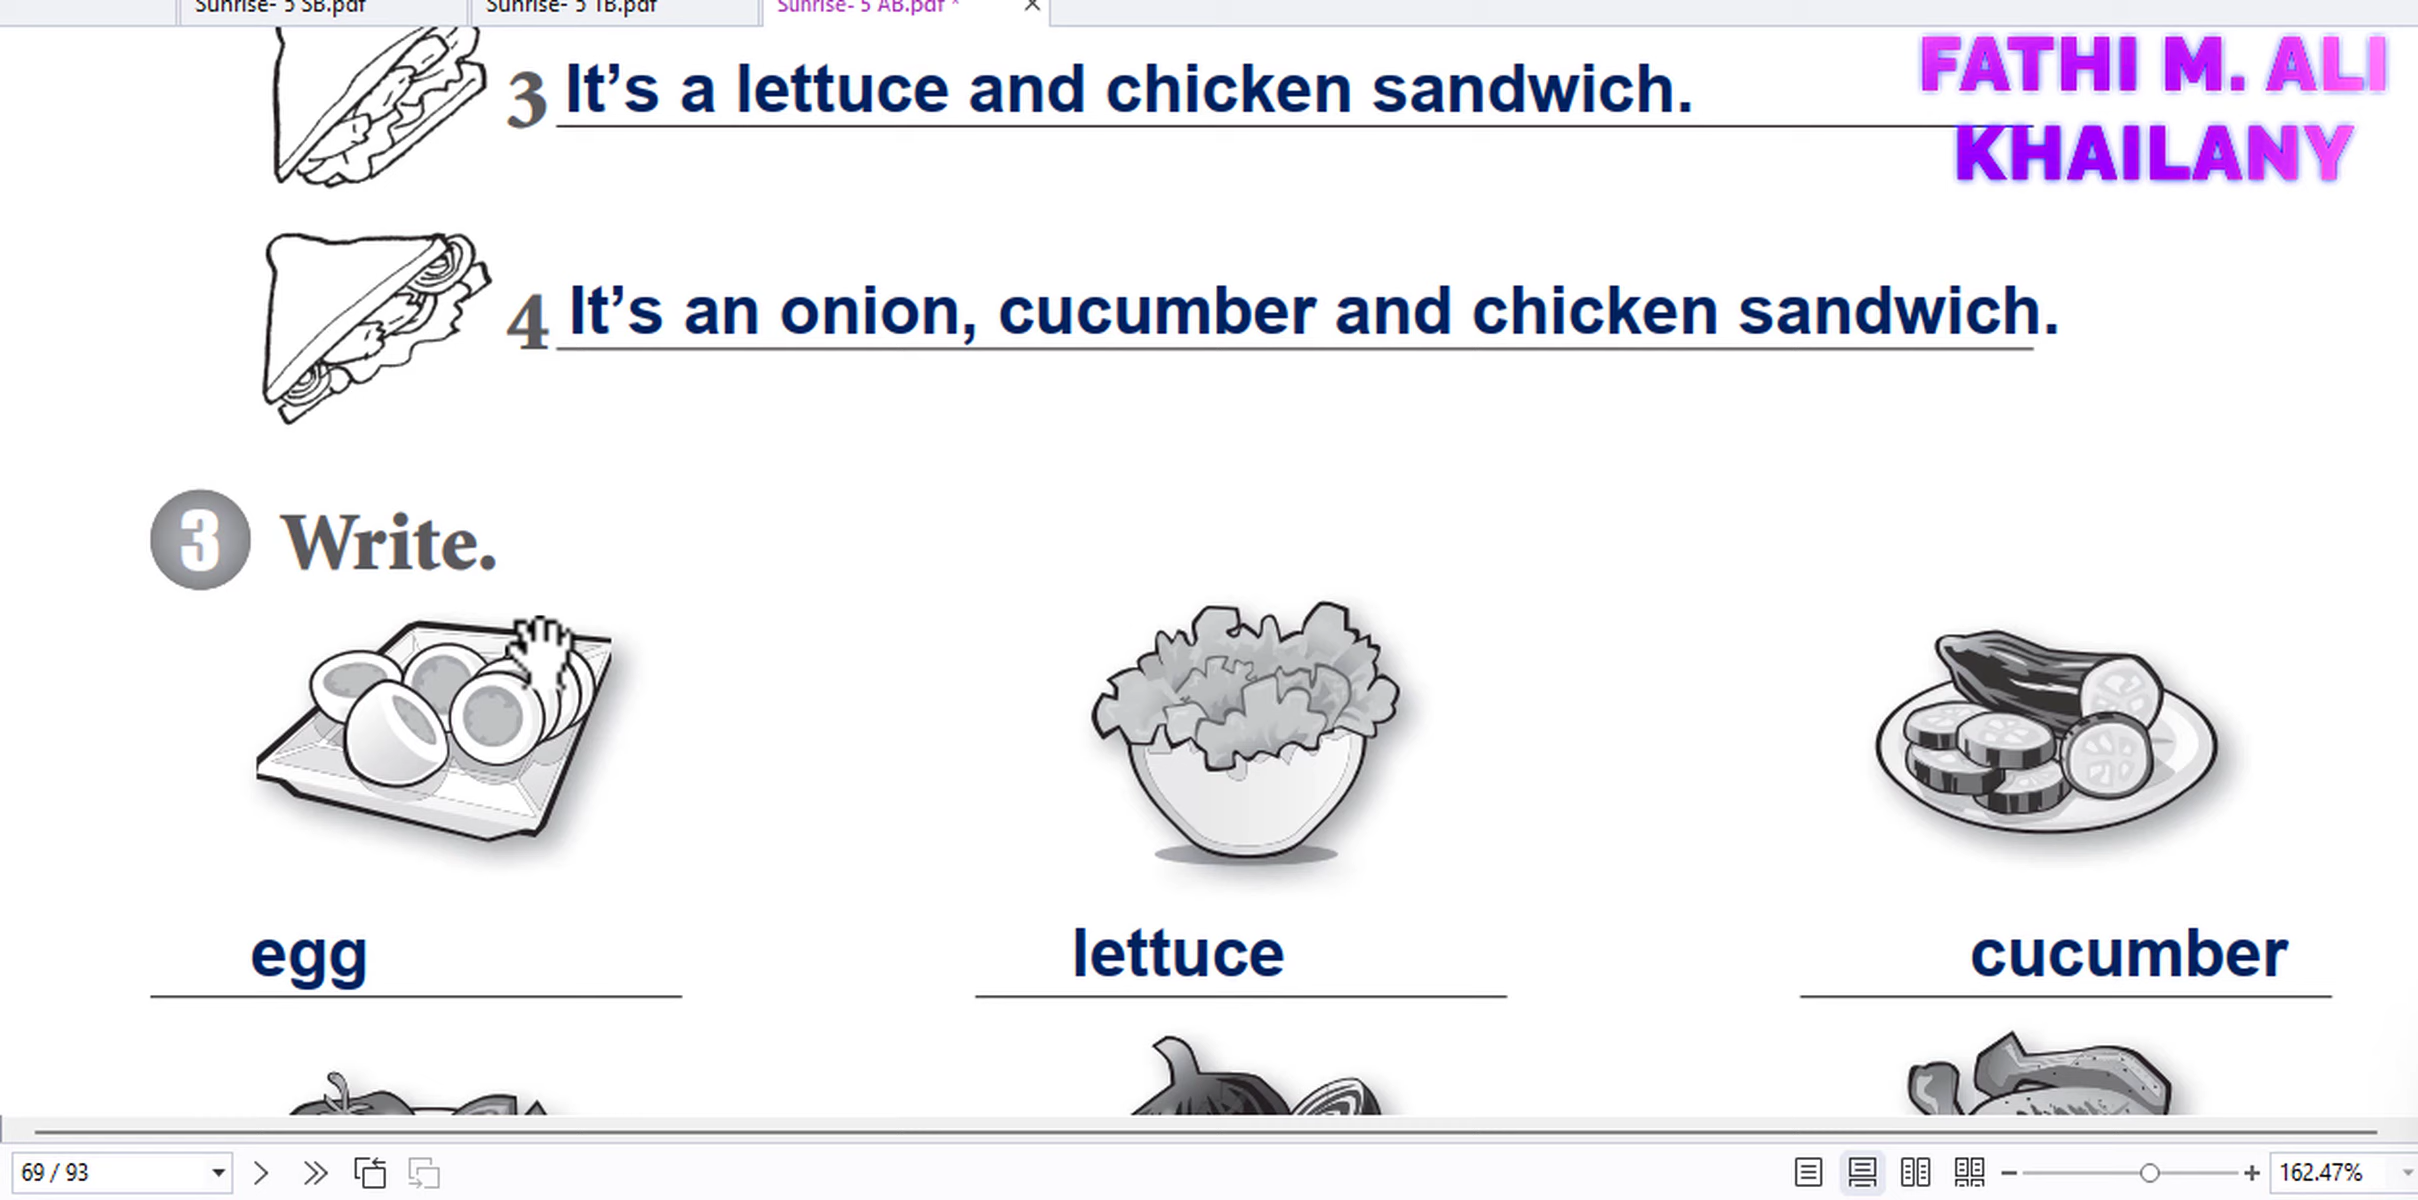 Sunrise- 5 SB.pdf
Sunrise- 5 TB.pdf
Sunrise- 5 AB.pdf *
FATHI M. ALI
KHAILANY
3 It’s a lettuce and chicken sandwich.
4 It’s an onion, cucumber and chicken sandwich.
3 Write.
egg
lettuce
cucumber
69 / 93
162.47%